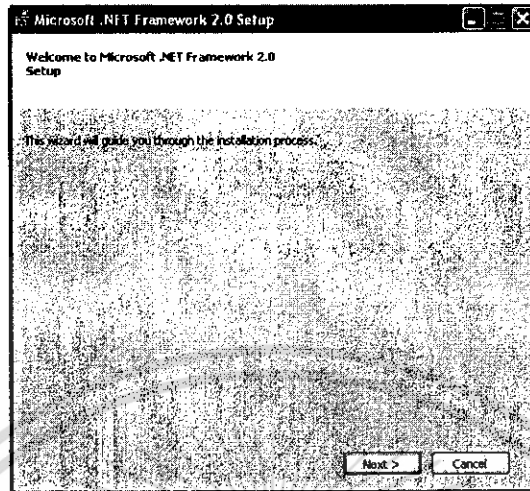 Microsoft .NET Framework 2.0 Setup
Welcome to Microsoft .NET Framework 2.0
Setup
This wizard will guide you through the installation process.
Next >
Cancel